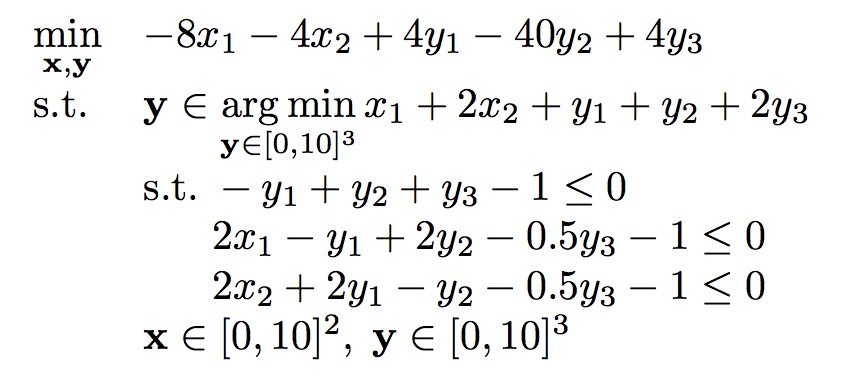 min −8x₁ − 4x₂ + 4y₁ − 40y₂ + 4y₃
x,y
s.t. y ∈ arg min x₁ + 2x₂ + y₁ + y₂ + 2y₃
y∈[0,10]³
s.t. − y₁ + y₂ + y₃ − 1 ≤ 0
2x₁ − y₁ + 2y₂ − 0.5y₃ − 1 ≤ 0
2x₂ + 2y₁ − y₂ − 0.5y₃ − 1 ≤ 0
x ∈ [0, 10]², y ∈ [0, 10]³